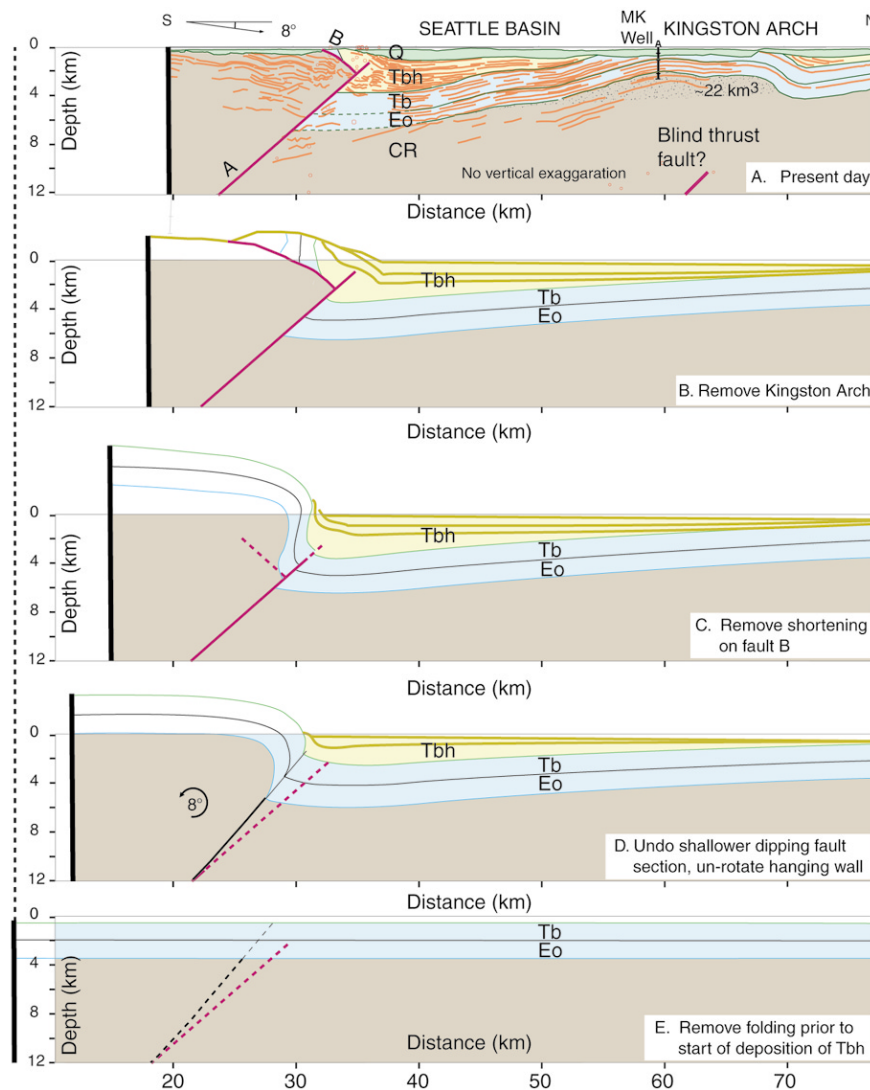 S
8°
B
SEATTLE BASIN
MK
Well
KINGSTON ARCH
A
0
4
8
12
Depth (km)
Q
Tbh
Tb
Eo
CR
A
~22 km3
Blind thrust
fault?
No vertical exaggeration
A. Present day
Distance (km)
0
4
8
12
Depth (km)
Tbh
Tb
Eo
B. Remove Kingston Arch
Distance (km)
0
4
8
12
Depth (km)
Tbh
Tb
Eo
C. Remove shortening
on fault B
Distance (km)
0
4
8
12
Depth (km)
Tbh
Tb
Eo
8°
D. Undo shallower dipping fault
section, un-rotate hanging wall
Distance (km)
0
4
8
12
Depth (km)
Tb
Eo
Distance (km)
E. Remove folding prior to
start of deposition of Tbh
20 30 40 50 60 70